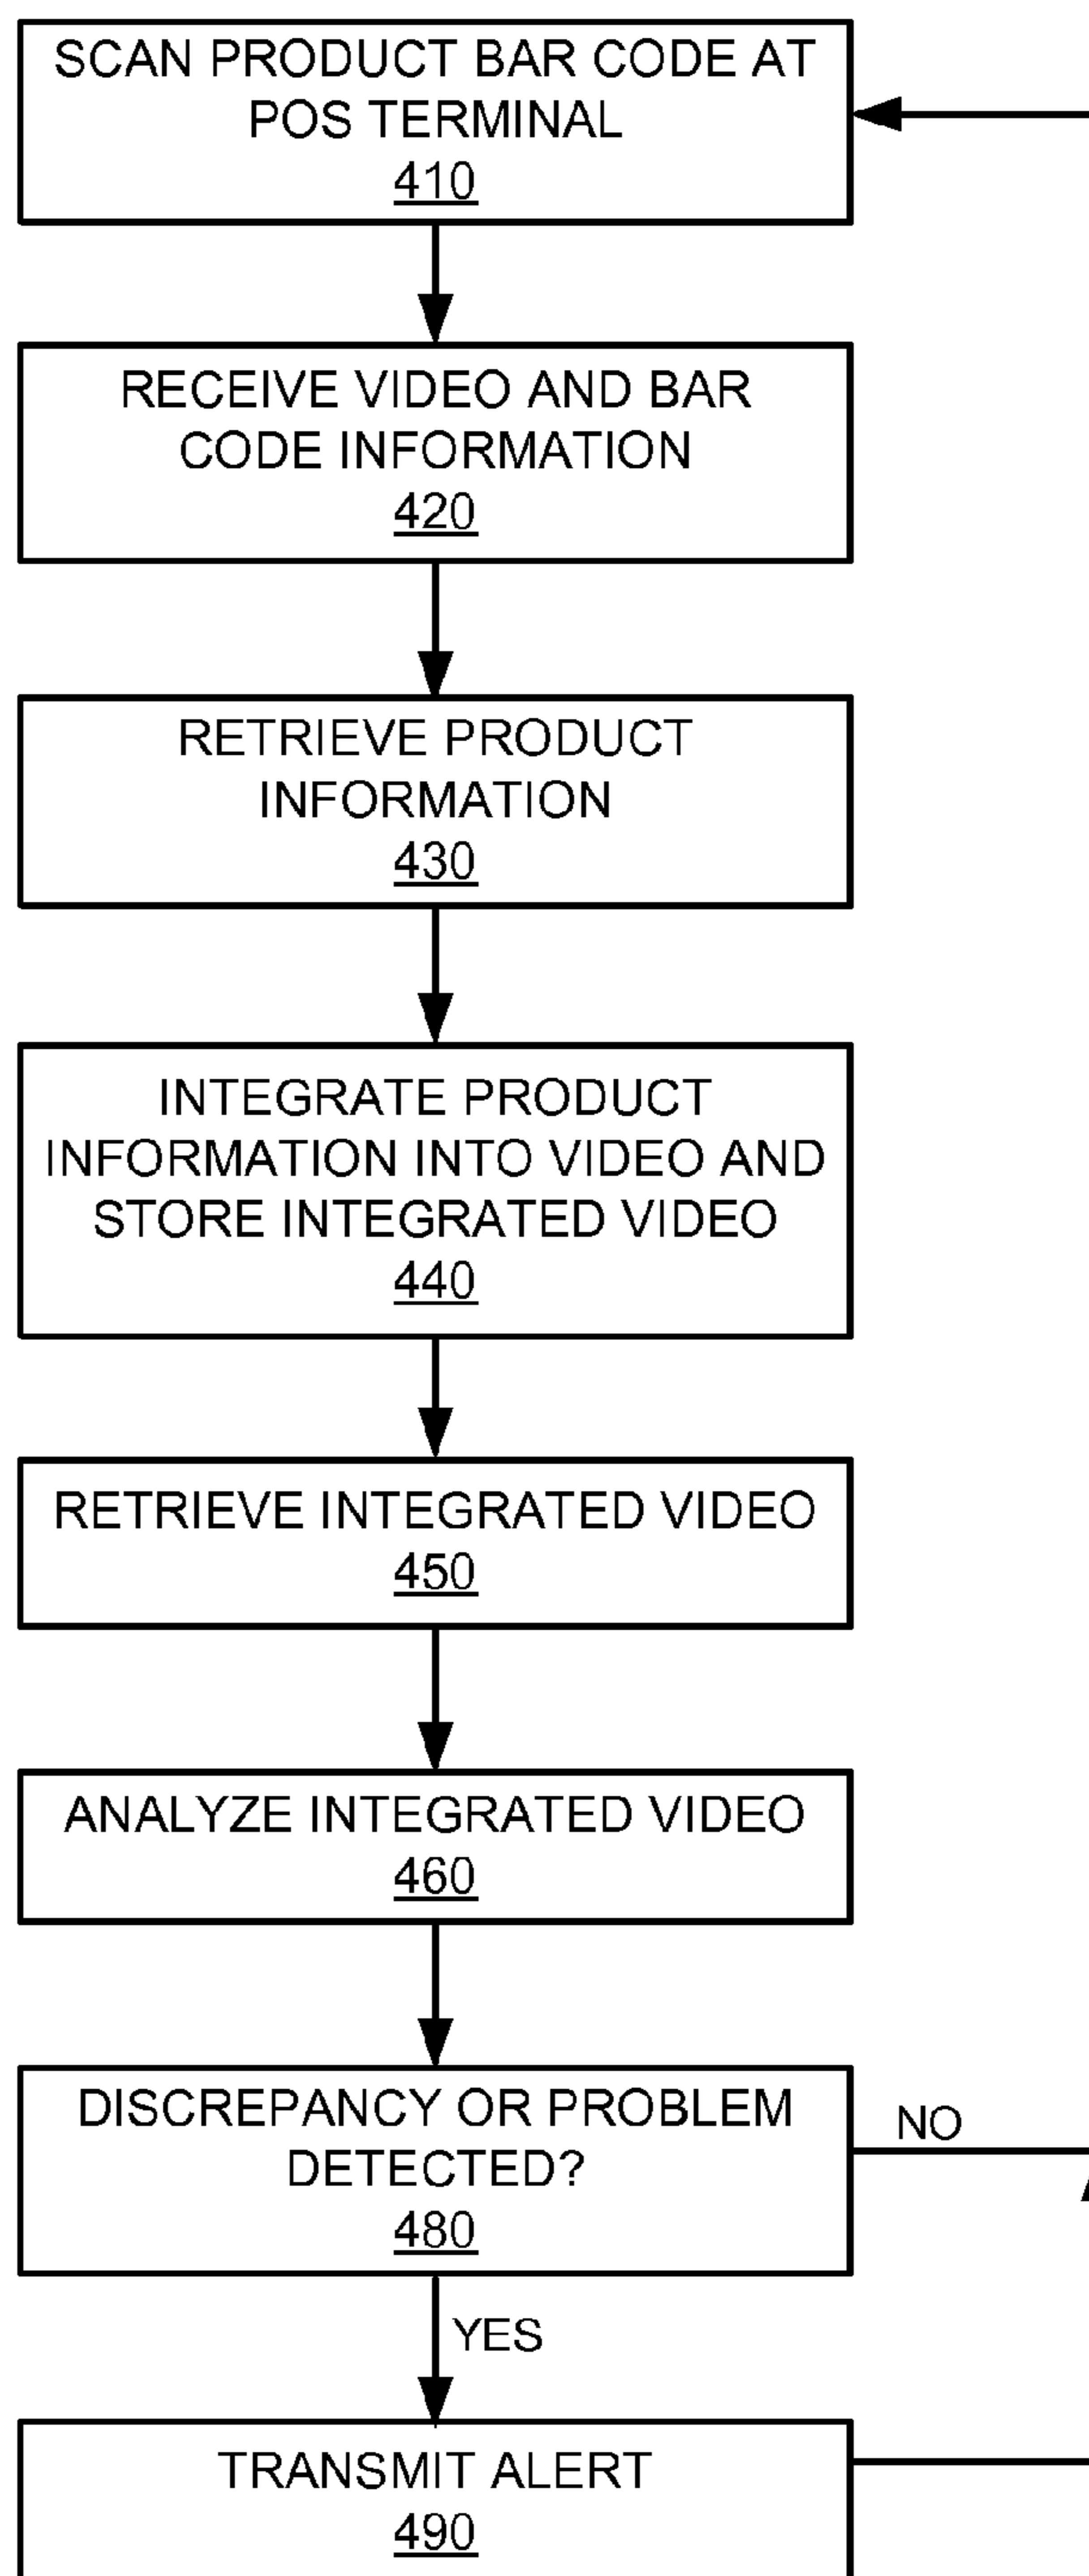 SCAN PRODUCT BAR CODE AT
POS TERMINAL
410
RECEIVE VIDEO AND BAR
CODE INFORMATION
420
RETRIEVE PRODUCT
INFORMATION
430
INTEGRATE PRODUCT
INFORMATION INTO VIDEO AND
STORE INTEGRATED VIDEO
440
RETRIEVE INTEGRATED VIDEO
450
ANALYZE INTEGRATED VIDEO
460
DISCREPANCY OR PROBLEM
DETECTED?
480
NO
YES
TRANSMIT ALERT
490